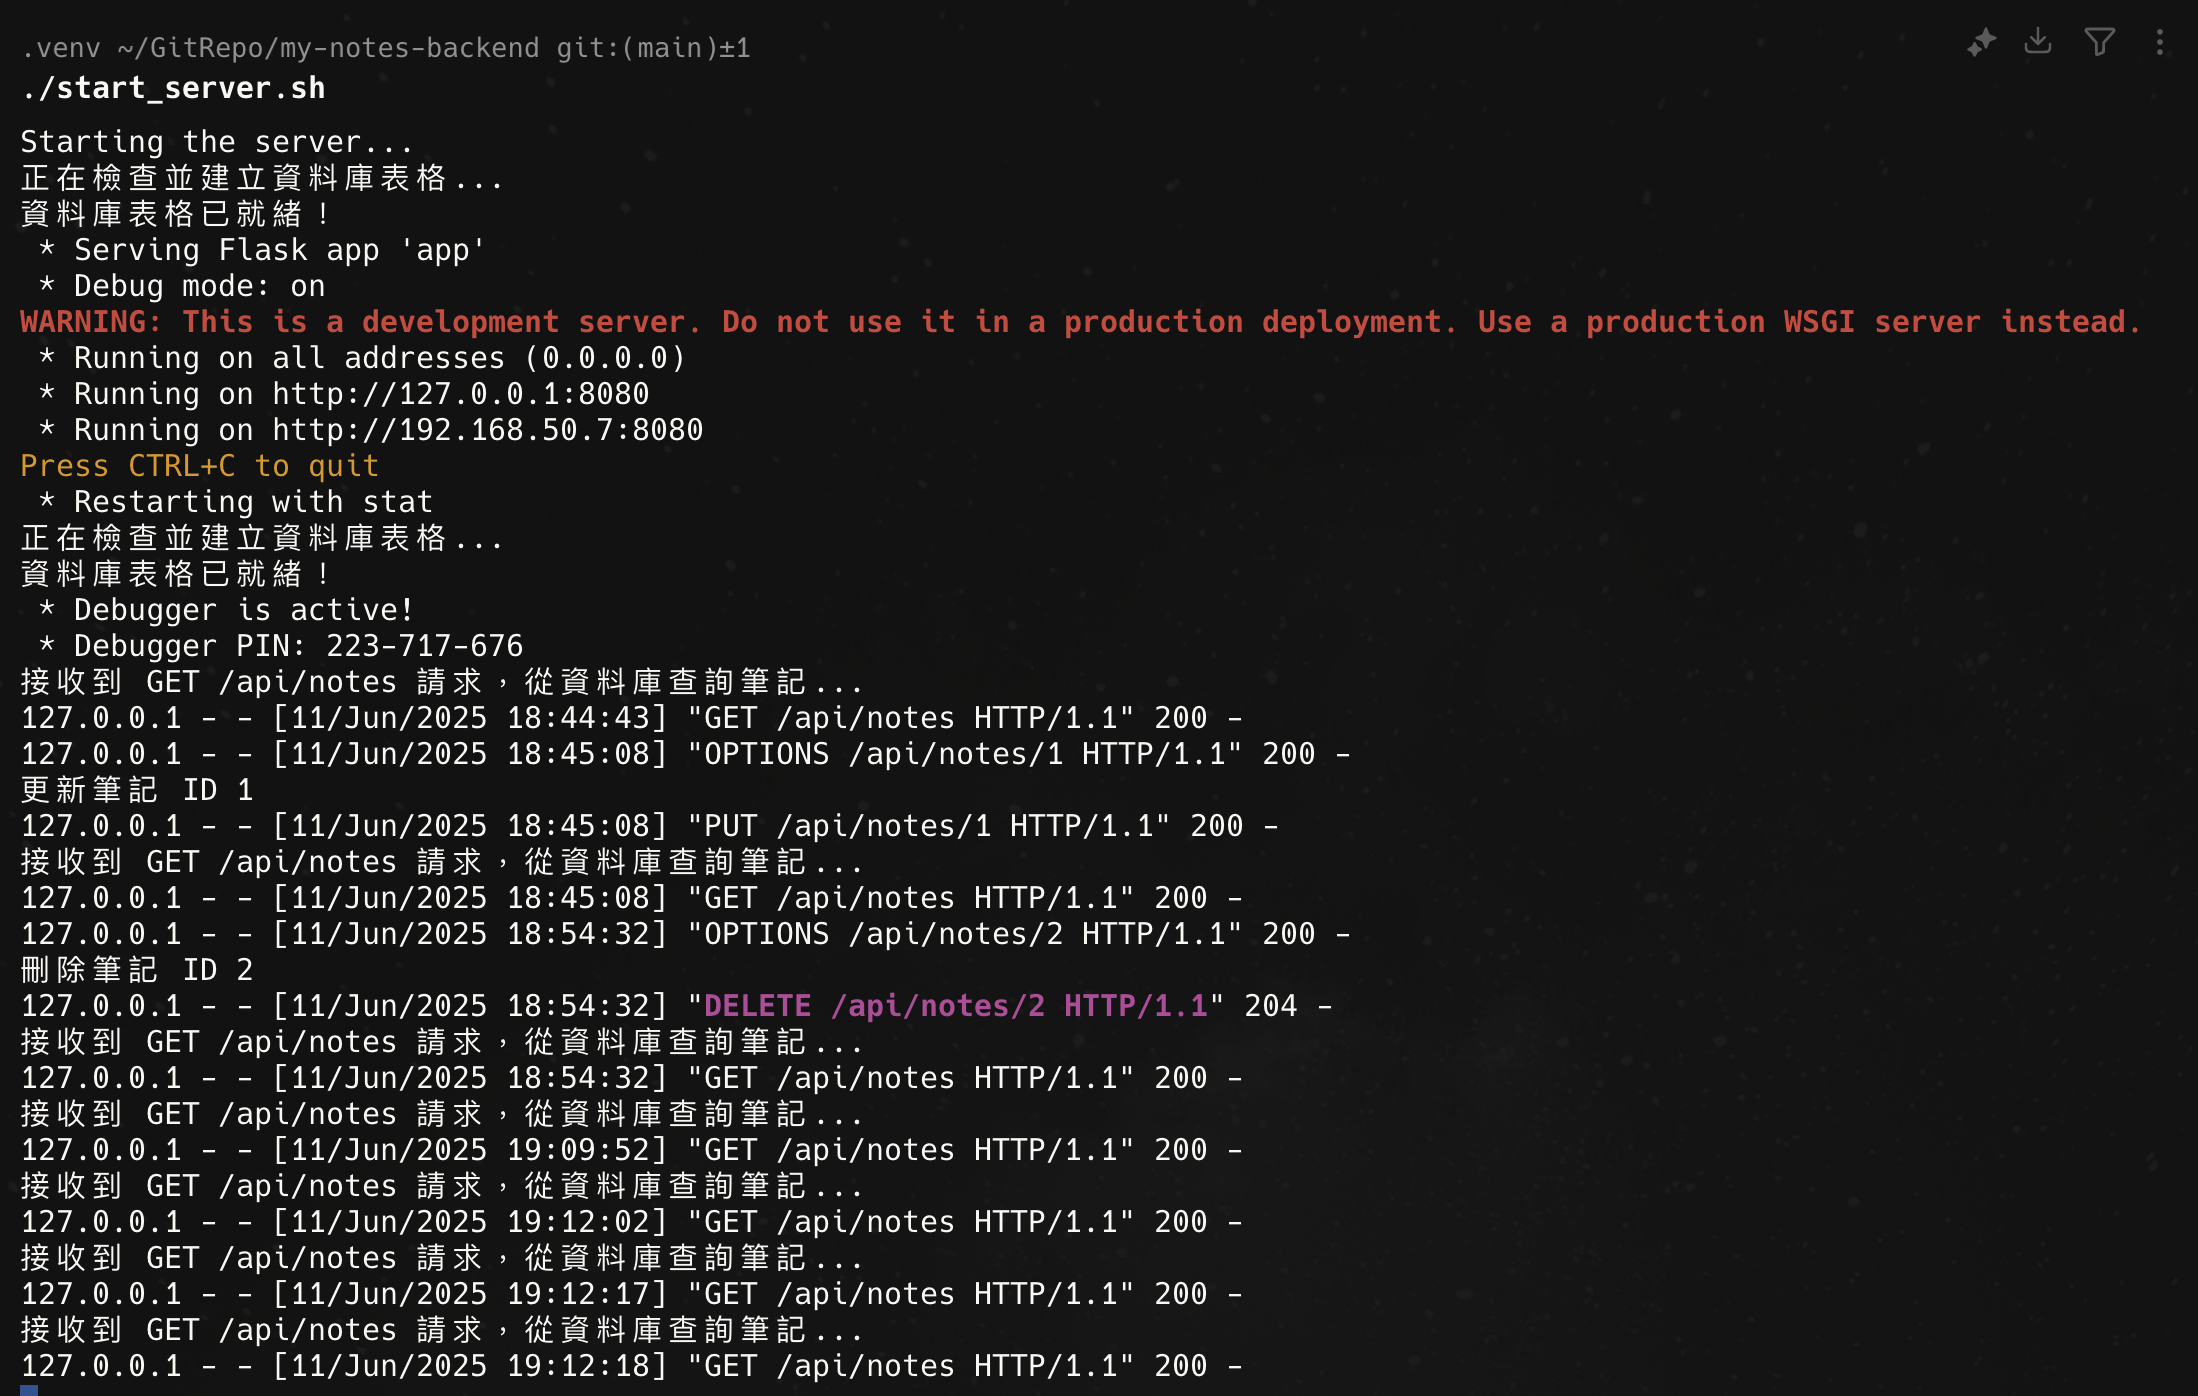 .venv ~/GitRepo/my-notes-backend git:(main)±1
./start_server.sh
Starting the server...
正在檢查並建立資料庫表格...
資料庫表格已就緒！
 * Serving Flask app 'app'
 * Debug mode: on
WARNING: This is a development server. Do not use it in a production deployment. Use a production WSGI server instead.
 * Running on all addresses (0.0.0.0)
 * Running on http://127.0.0.1:8080
 * Running on http://192.168.50.7:8080
Press CTRL+C to quit
 * Restarting with stat
正在檢查並建立資料庫表格...
資料庫表格已就緒！
 * Debugger is active!
 * Debugger PIN: 223-717-676
接收到 GET /api/notes 請求，從資料庫查詢筆記...
127.0.0.1 - - [11/Jun/2025 18:44:43] "GET /api/notes HTTP/1.1" 200 -
127.0.0.1 - - [11/Jun/2025 18:45:08] "OPTIONS /api/notes/1 HTTP/1.1" 200 -
更新筆記 ID 1
127.0.0.1 - - [11/Jun/2025 18:45:08] "PUT /api/notes/1 HTTP/1.1" 200 -
接收到 GET /api/notes 請求，從資料庫查詢筆記...
127.0.0.1 - - [11/Jun/2025 18:45:08] "GET /api/notes HTTP/1.1" 200 -
127.0.0.1 - - [11/Jun/2025 18:54:32] "OPTIONS /api/notes/2 HTTP/1.1" 200 -
刪除筆記 ID 2
127.0.0.1 - - [11/Jun/2025 18:54:32] "DELETE /api/notes/2 HTTP/1.1" 204 -
接收到 GET /api/notes 請求，從資料庫查詢筆記...
127.0.0.1 - - [11/Jun/2025 18:54:32] "GET /api/notes HTTP/1.1" 200 -
接收到 GET /api/notes 請求，從資料庫查詢筆記...
127.0.0.1 - - [11/Jun/2025 19:09:52] "GET /api/notes HTTP/1.1" 200 -
接收到 GET /api/notes 請求，從資料庫查詢筆記...
127.0.0.1 - - [11/Jun/2025 19:12:02] "GET /api/notes HTTP/1.1" 200 -
接收到 GET /api/notes 請求，從資料庫查詢筆記...
127.0.0.1 - - [11/Jun/2025 19:12:17] "GET /api/notes HTTP/1.1" 200 -
接收到 GET /api/notes 請求，從資料庫查詢筆記...
127.0.0.1 - - [11/Jun/2025 19:12:18] "GET /api/notes HTTP/1.1" 200 -